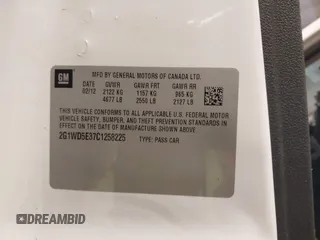 GM
MFD BY GENERAL MOTORS OF CANADA LTD.
DATE GVWR GAWR FRT GAWR RR
02/12 2122 KG 1157 KG 965 KG
4677 LB 2550 LB 2127 LB
THIS VEHICLE CONFORMS TO ALL APPLICABLE U.S. FEDERAL MOTOR
VEHICLE SAFETY, BUMPER, AND THEFT PREVENTION STANDARDS
IN EFFECT ON THE DATE OF MANUFACTURE SHOWN ABOVE.
2G1WD5E37C1258225 TYPE: PASS CAR
DREAMBID